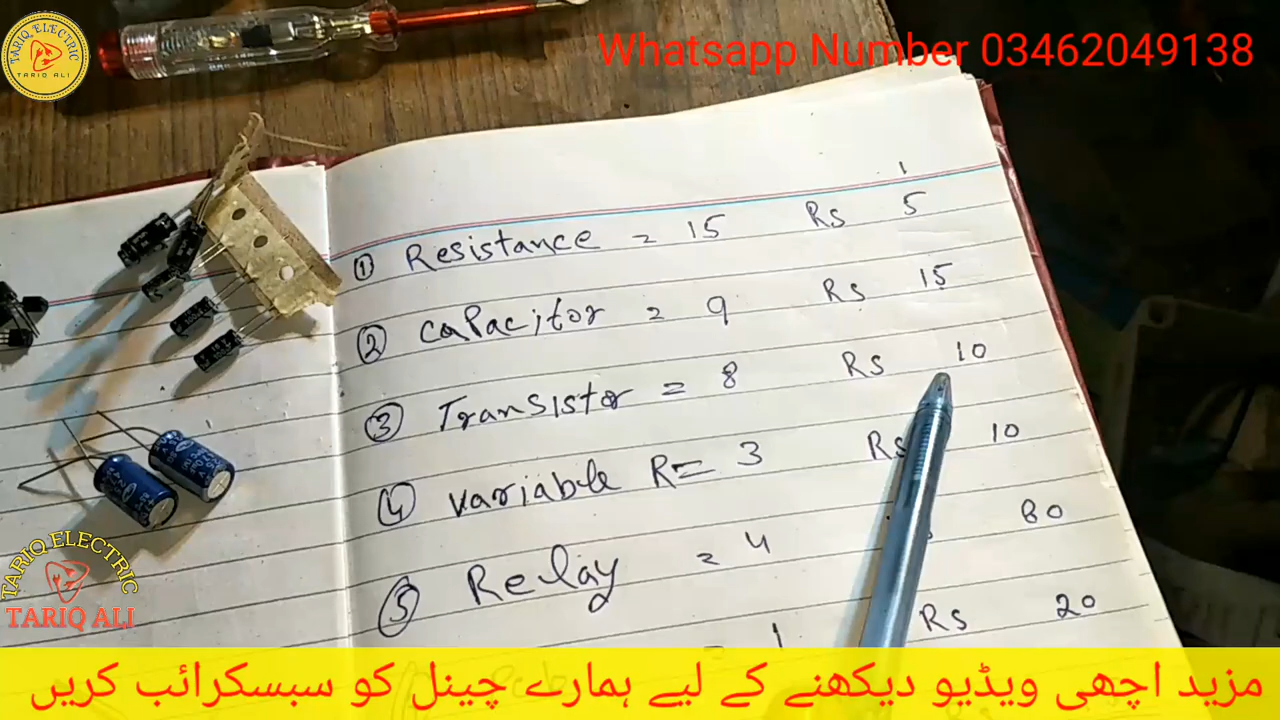 TARIQ ELECTRIC
TARIQ ALI
Whatsapp Number 03462049138
1
① Resistance = 15 Rs 5
② Capacitor = 9 Rs 15
③ Transistor = 8 Rs 10
④ Variable R= 3 Rs 10
⑤ Relay = 4 80
= 1 Rs 20
TARIQ ELECTRIC
TARIQ ALI
مزید اچھی ویڈیو دیکھنے کے لیے ہمارے چینل کو سبسکرائب کریں